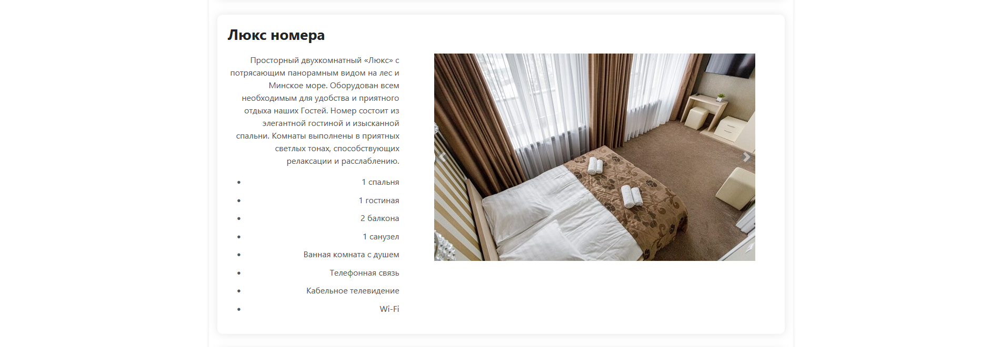 Люкс номера
Просторный двухкомнатный «Люкс» с
потрясающим панорамным видом на лес и
Минское море. Оборудован всем
необходимым для удобства и приятного
отдыха наших Гостей. Номер состоит из
элегантной гостиной и изысканной
спальни. Комнаты выполнены в приятных
светлых тонах, способствующих
релаксации и расслаблению.
• 1 спальня
• 1 гостиная
• 2 балкона
• 1 санузел
• Ванная комната с душем
• Телефонная связь
• Кабельное телевидение
• Wi-Fi